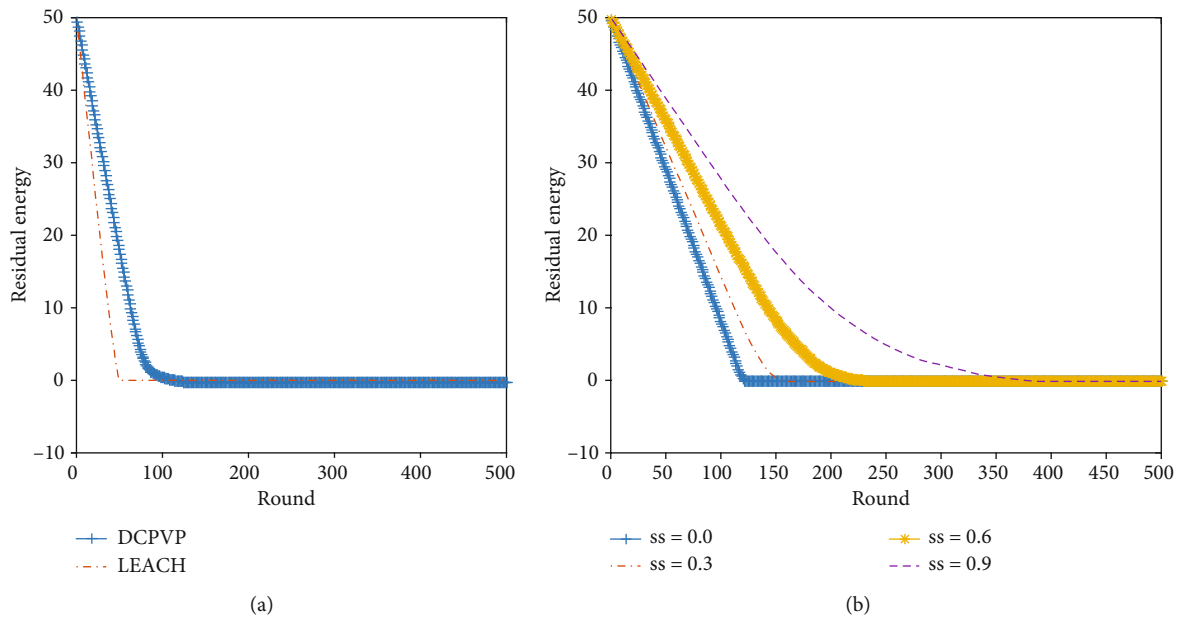 50
40
30
20
10
0
−10
Residual energy
0 100 200 300 400 500
Round
DCPVP
LEACH
(a)
50
40
30
20
10
0
−10
Residual energy
0 50 100 150 200 250 300 350 400 450 500
Round
ss = 0.0
ss = 0.3
ss = 0.6
ss = 0.9
(b)